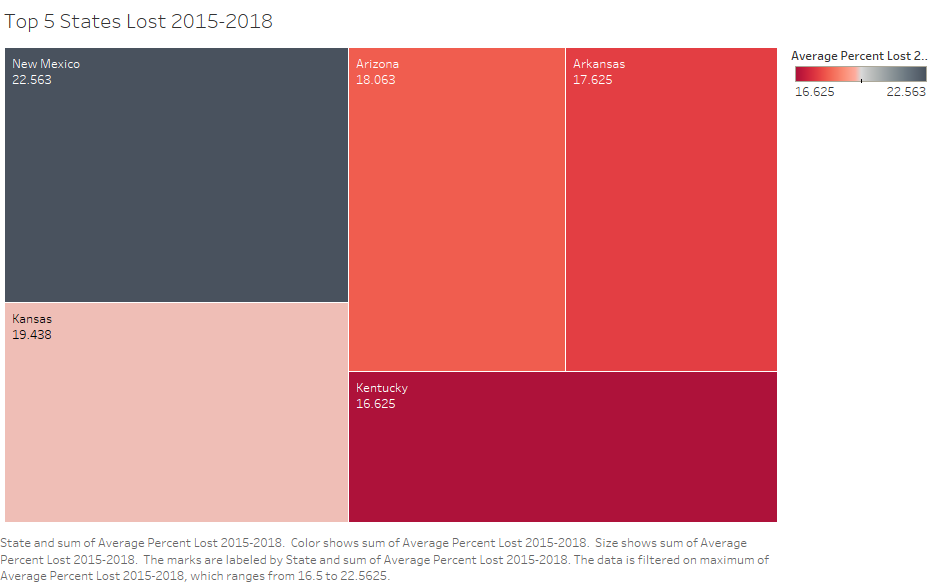 Top 5 States Lost 2015-2018
New Mexico
22.563
Arizona
18.063
Arkansas
17.625
Average Percent Lost 2..
16.625 22.563
Kansas
19.438
Kentucky
16.625
State and sum of Average Percent Lost 2015-2018.  Color shows sum of Average Percent Lost 2015-2018.  Size shows sum of Average
Percent Lost 2015-2018.  The marks are labeled by State and sum of Average Percent Lost 2015-2018. The data is filtered on maximum of
Average Percent Lost 2015-2018, which ranges from 16.5 to 22.5625.